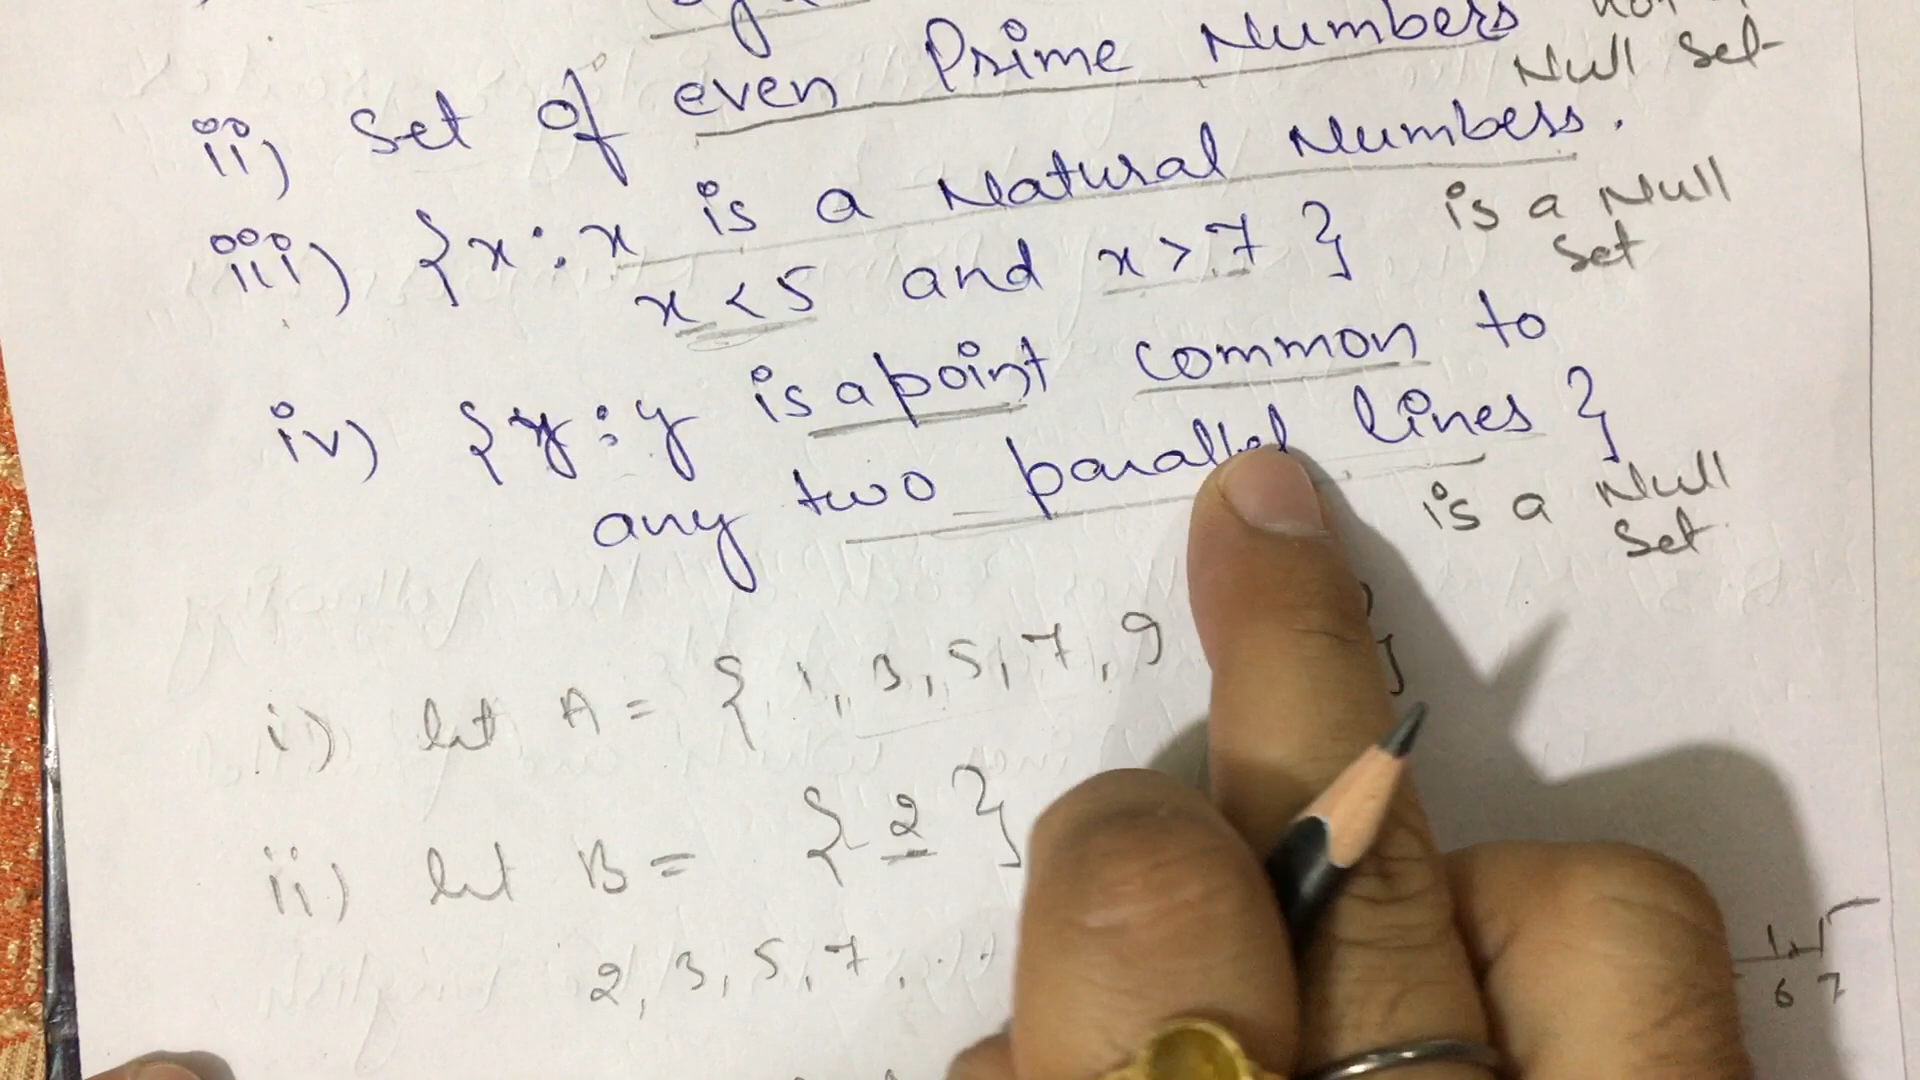 ii) Set of even Prime Numbers
Null Set
iii) {x : x is a Natural Numbers.
x < 5 and x > 7 }
is a Null
Set
iv) {y : y is a point common to
any two parallel lines }
is a Null
Set
i) let A = { 1, 3, 5, 7, 9 }
ii) let B = { 2 }
2, 3, 5, 7, ...
6 7